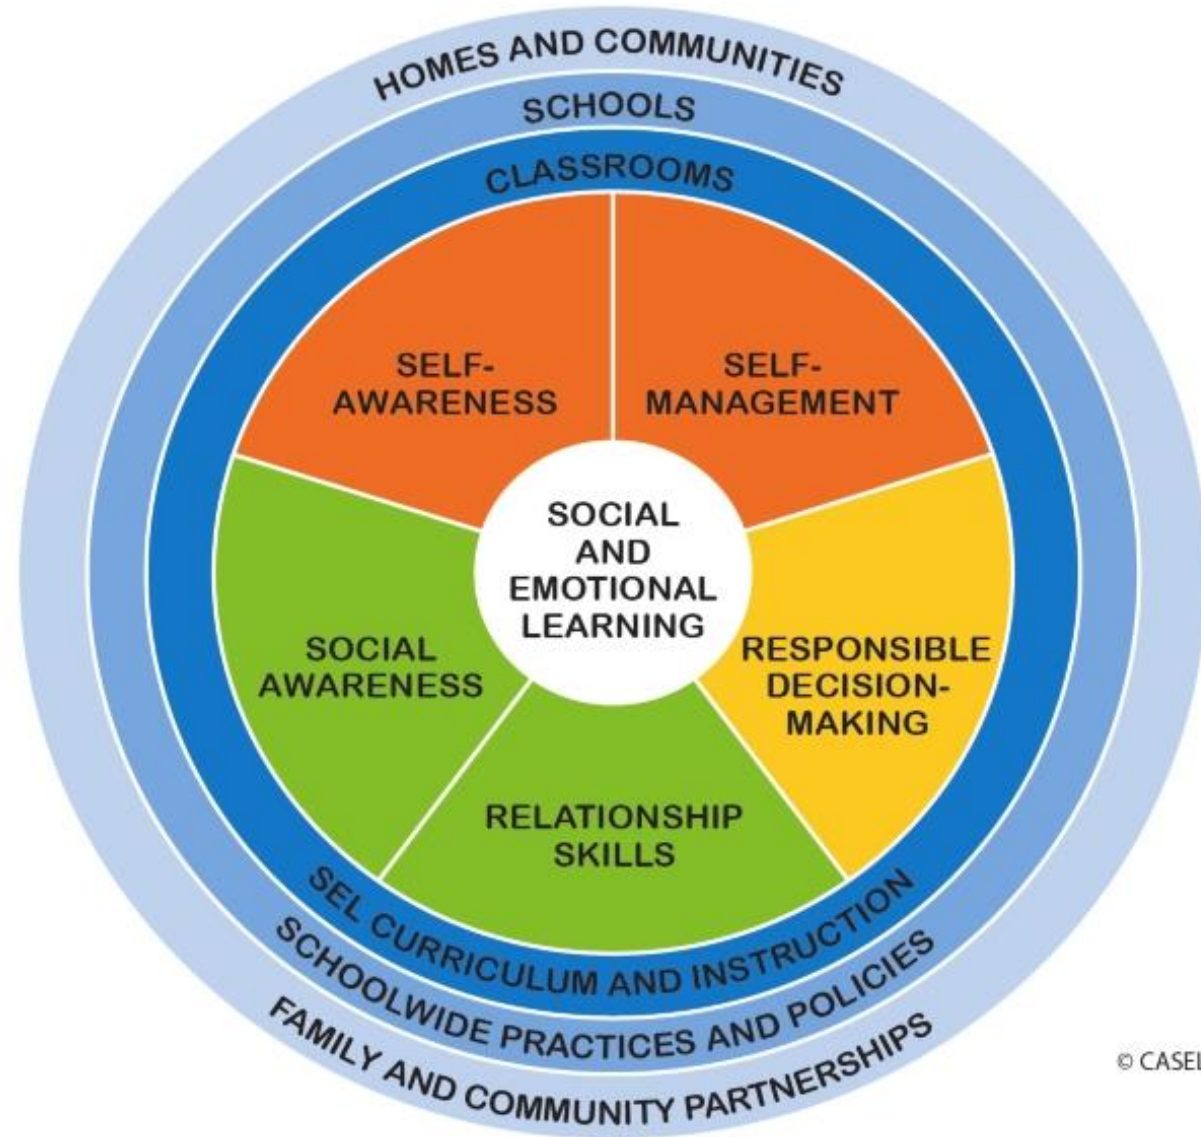 HOMES AND COMMUNITIES
SCHOOLS
CLASSROOMS
SELF-
AWARENESS
SELF-
MANAGEMENT
SOCIAL
AND
EMOTIONAL
LEARNING
SOCIAL
AWARENESS
RESPONSIBLE
DECISION-
MAKING
RELATIONSHIP
SKILLS
SEL CURRICULUM AND INSTRUCTION
SCHOOLWIDE PRACTICES AND POLICIES
FAMILY AND COMMUNITY PARTNERSHIPS
© CASEL